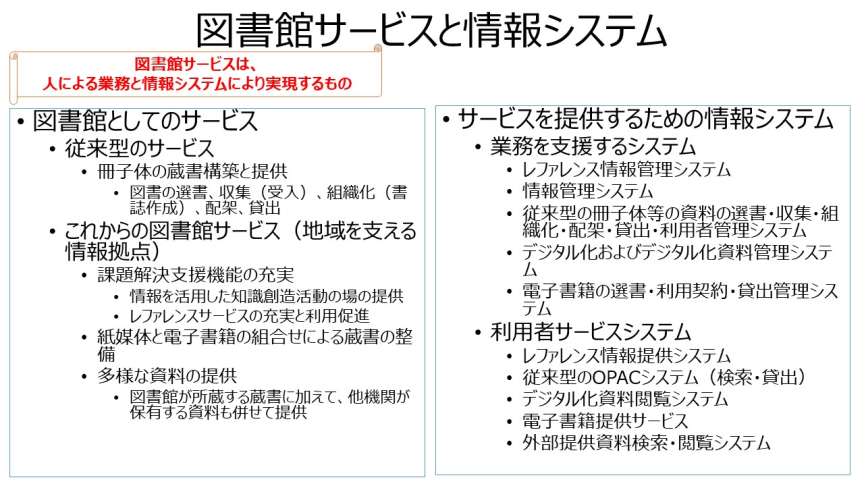 図書館サービスと情報システム
図書館サービスは、
人による業務と情報システムにより実現するもの
• 図書館としてのサービス
• 従来型のサービス
• 冊子体の蔵書構築と提供
• 図書の選書、収集（受入）、組織化（書
誌作成）、配架、貸出
• これからの図書館サービス（地域を支える
情報拠点）
• 課題解決支援機能の充実
• 情報を活用した知識創造活動の場の提供
• レファレンスサービスの充実と利用促進
• 紙媒体と電子書籍の組合せによる蔵書の整
備
• 多様な資料の提供
• 図書館が所蔵する蔵書に加えて、他機関が
保有する資料も併せて提供
• サービスを提供するための情報システム
• 業務を支援するシステム
• レファレンス情報管理システム
• 情報管理システム
• 従来型の冊子体等の資料の選書・収集・組
織化・配架・貸出・利用者管理システム
• デジタル化およびデジタル化資料管理システ
ム
• 電子書籍の選書・利用契約・貸出管理シス
テム
• 利用者サービスシステム
• レファレンス情報提供システム
• 従来型のOPACシステム（検索・貸出）
• デジタル化資料閲覧システム
• 電子書籍提供サービス
• 外部提供資料検索・閲覧システム